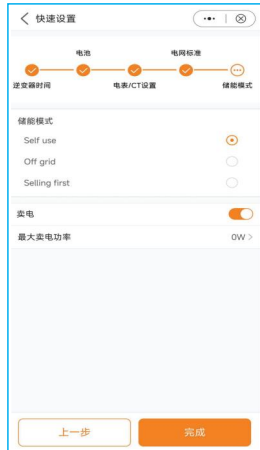 快速设置
电池
电网标准
逆变器时间
电表/CT设置
储能模式
储能模式
Self use
Off grid
Selling first
卖电
最大卖电功率 0W >
上一步
完成